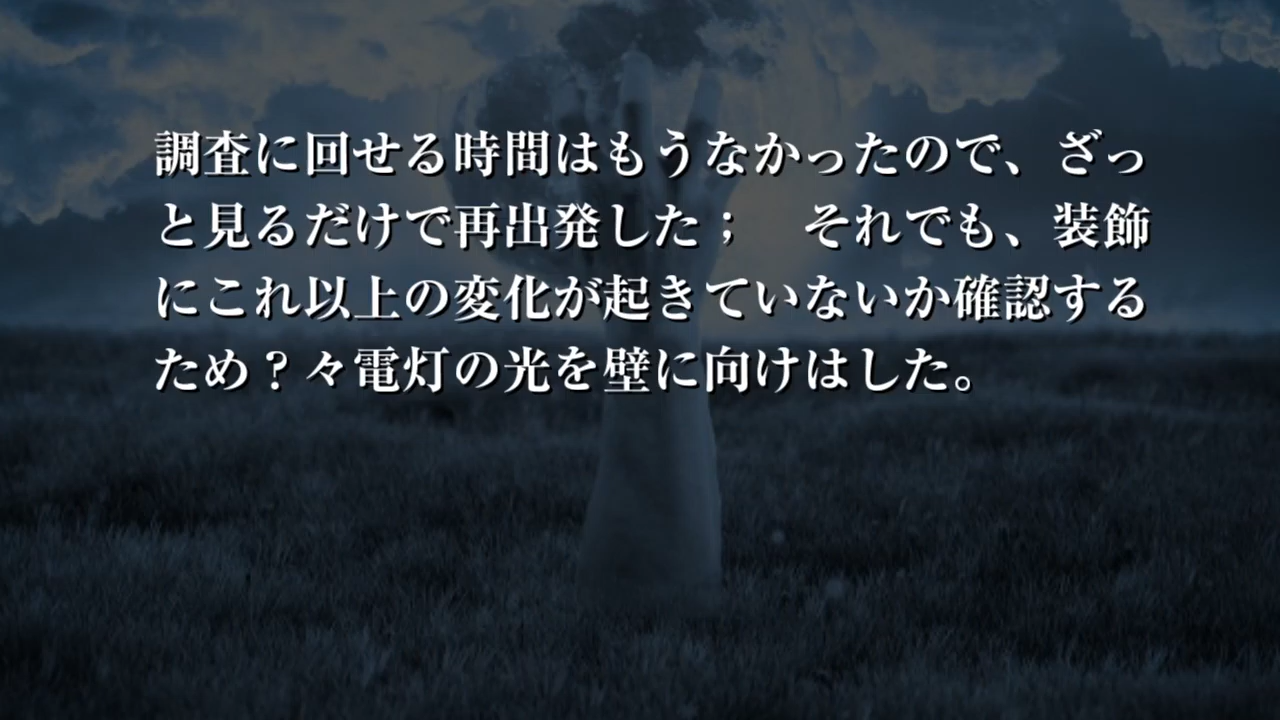 調査に回せる時間はもうなかったので、ざっ
と見るだけで再出発した；　それでも、装飾
にこれ以上の変化が起きていないか確認する
ため？々電灯の光を壁に向けはした。